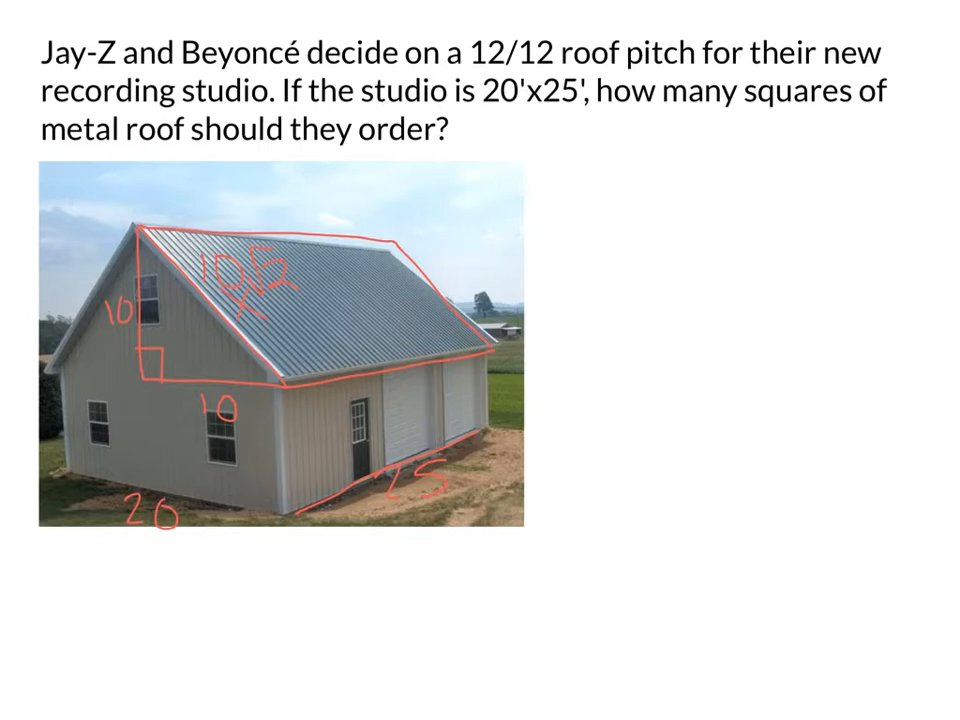 Jay-Z and Beyoncé decide on a 12/12 roof pitch for their new
recording studio. If the studio is 20'x25', how many squares of
metal roof should they order?
10√2
x
10
10
25
20